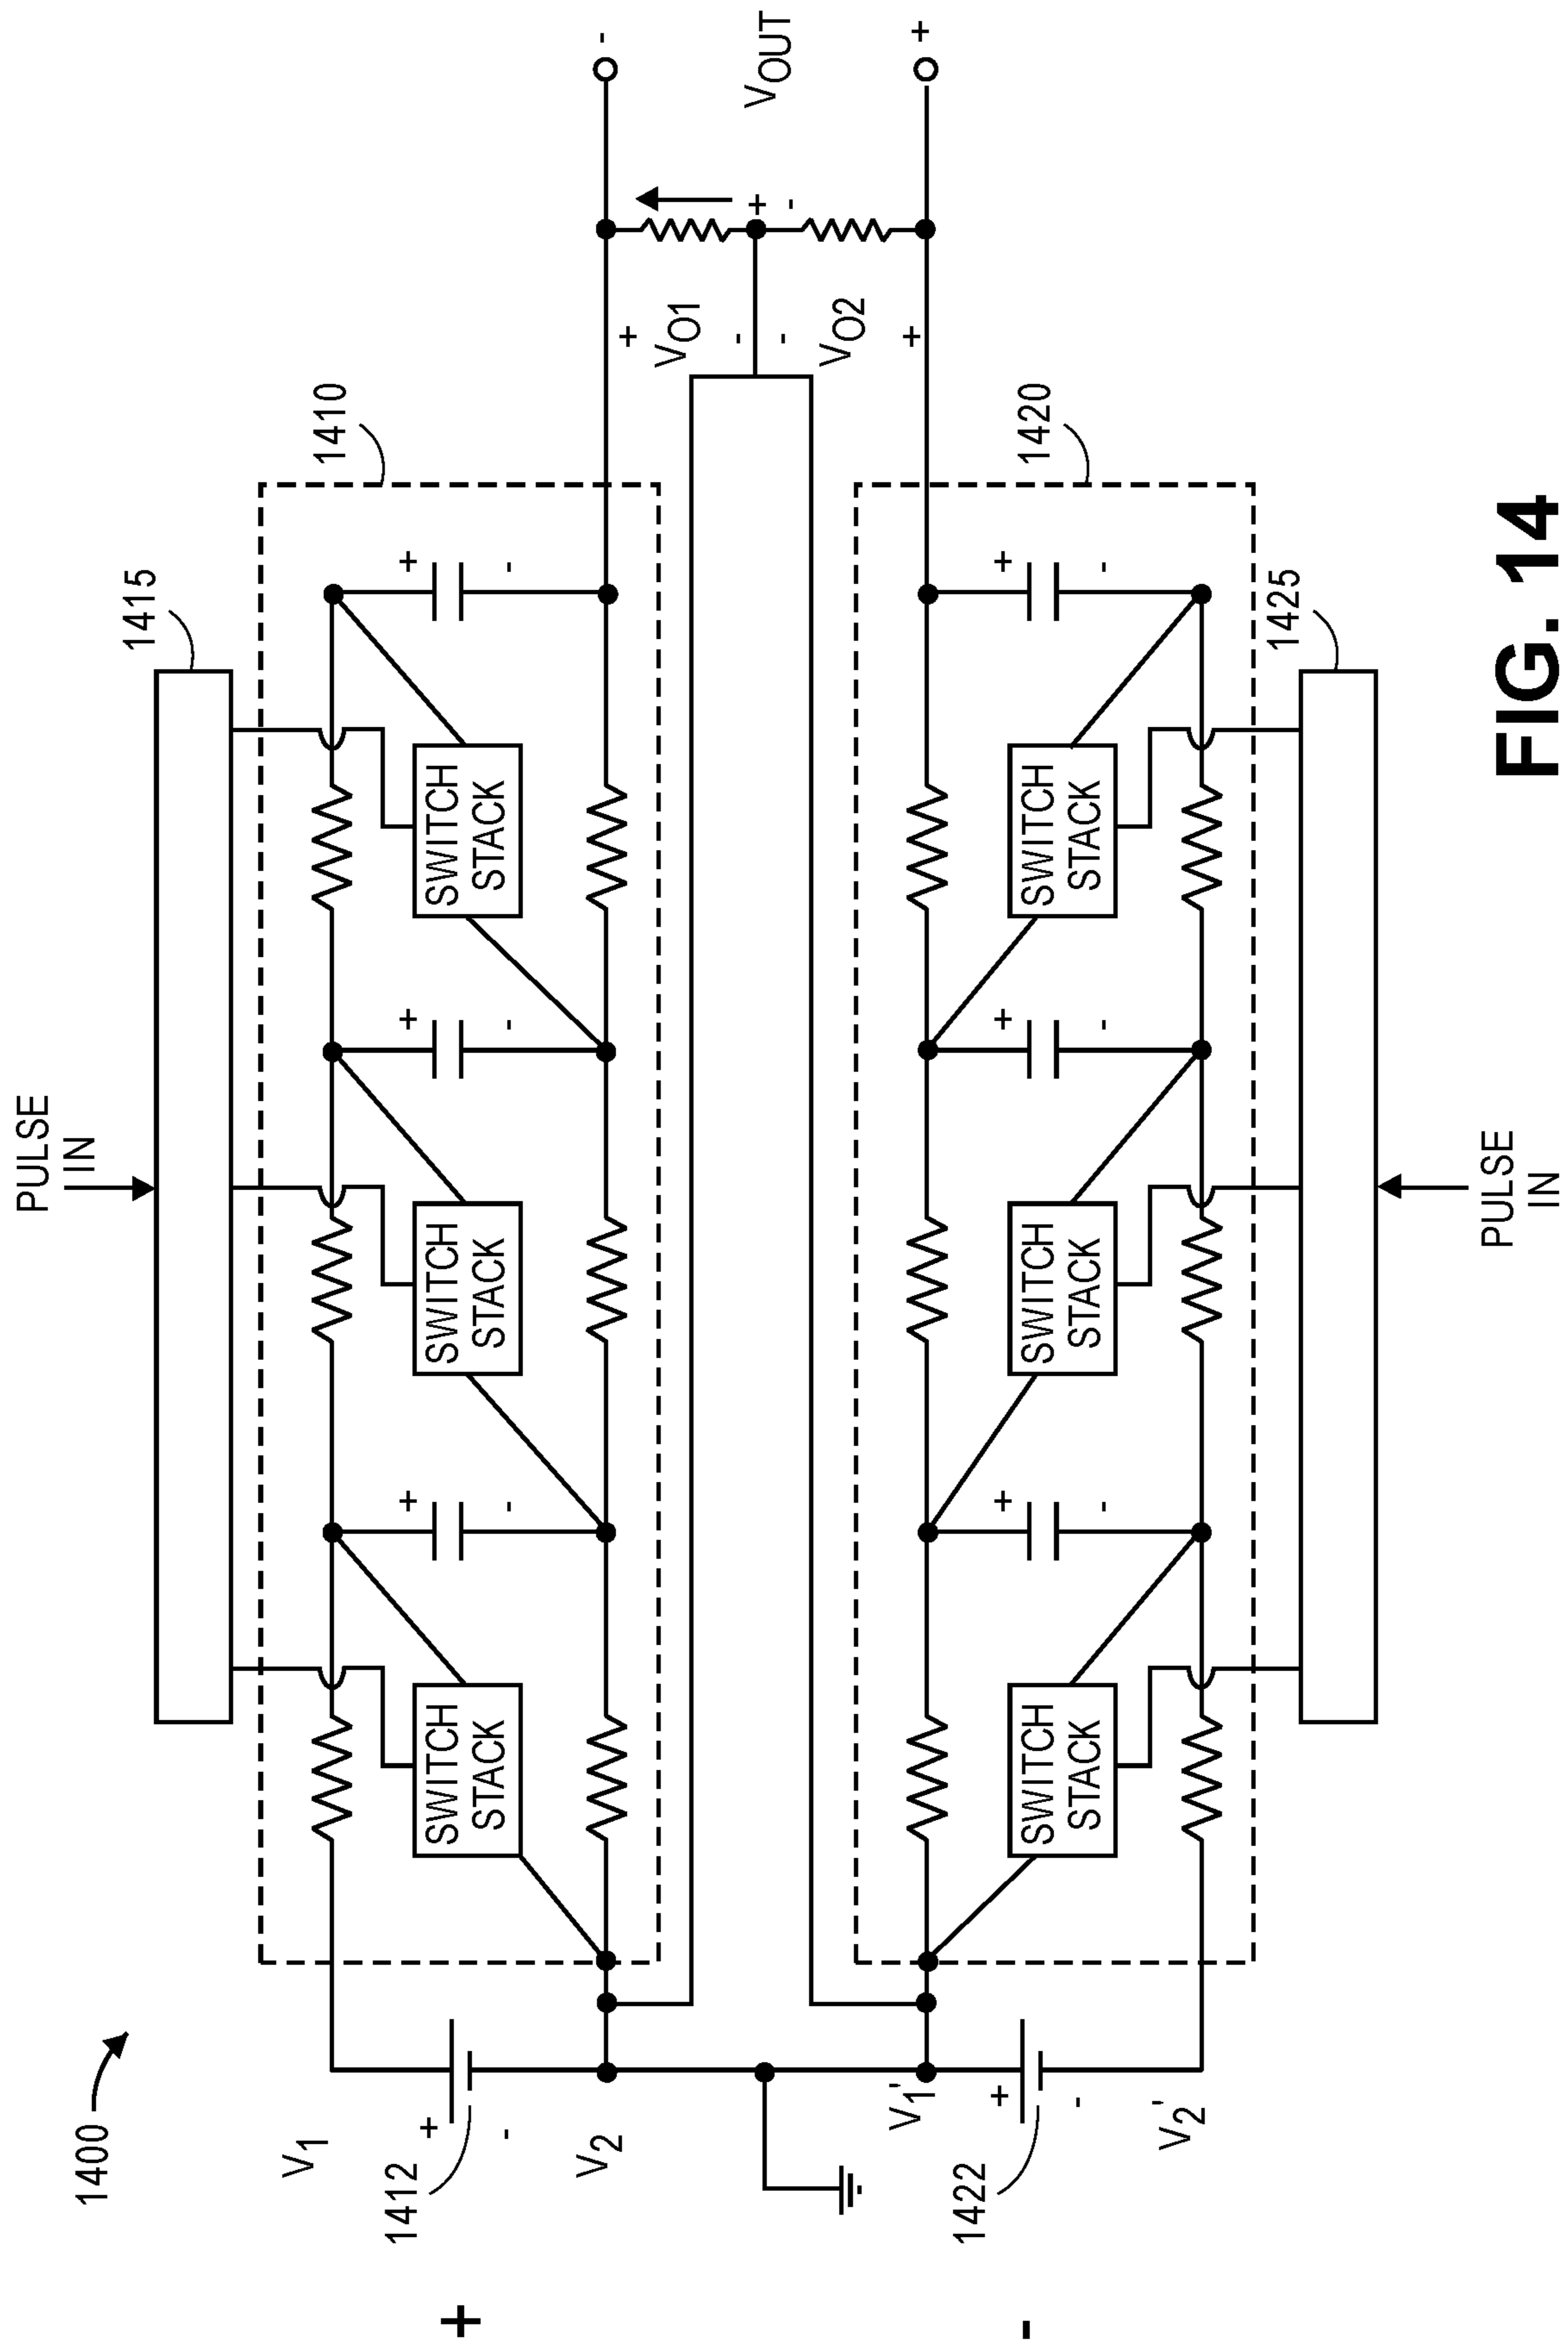 1400
PULSE
IN
1415
1410
V1
+
-
1412
V2
+
-
+
-
+
-
SWITCH
STACK
SWITCH
STACK
SWITCH
STACK
+
VO1
-
-
VO2
+
-
+
-
VOUT
+
+
-
V1'
+
-
1422
V2'
1420
+
-
+
-
+
-
SWITCH
STACK
SWITCH
STACK
SWITCH
STACK
1425
PULSE
IN
FIG. 14